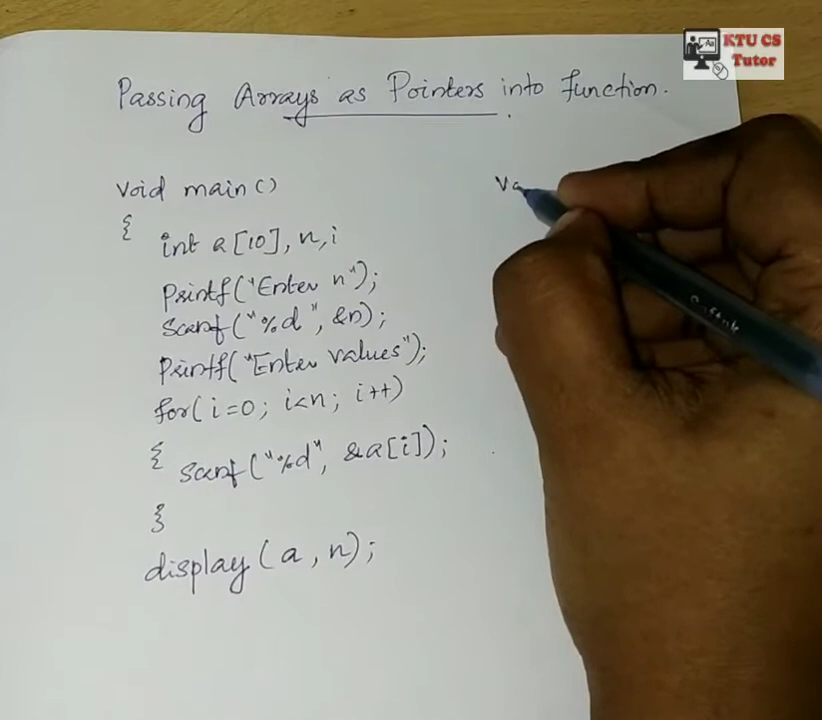 KTU CS
Tutor
Passing Arrays as Pointers into function.
void main()
{
int a[10], n, i
Printf("Enter n");
Scanf("%d", &n);
Printf("Enter values");
for(i=0; i<n; i++)
{ Scanf("%d", &a[i]);
}
display(a, n);